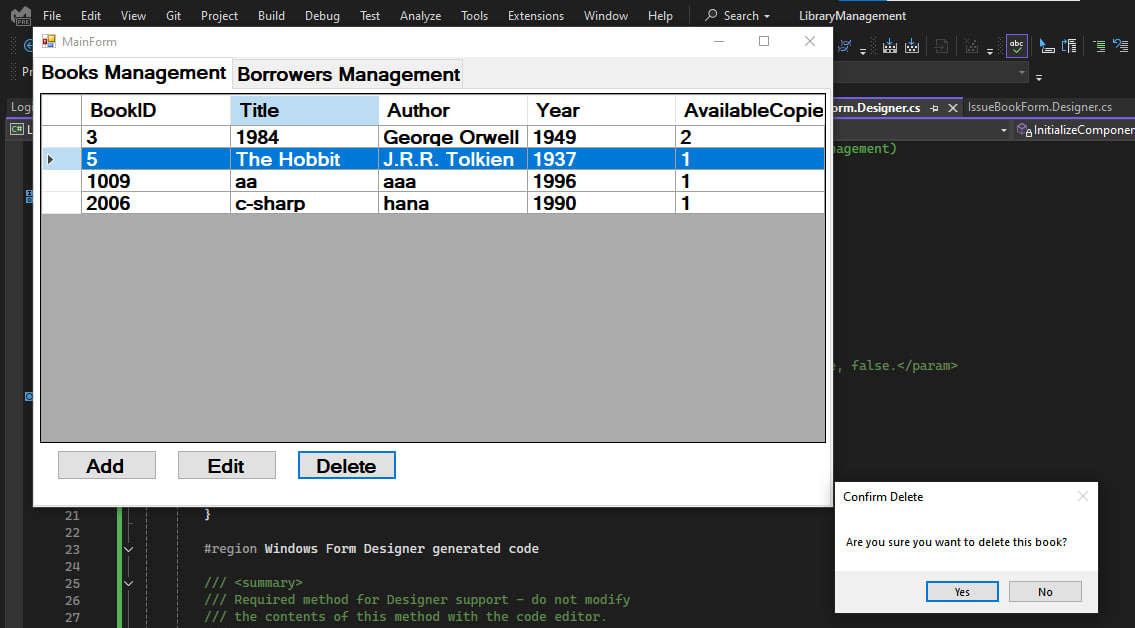 File Edit View Git Project Build Debug Test Analyze Tools Extensions Window Help Search LibraryManagement
PRE
MainForm
Books Management Borrowers Management
abc
BookID Title Author Year AvailableCopie
3 1984 George Orwell 1949 2
5 The Hobbit J.R.R. Tolkien 1937 1
1009 aa aaa 1996 1
2006 c-sharp hana 1990 1
Add Edit Delete
Pr
Logi
orm.Designer.cs IssueBookForm.Designer.cs
C# L
InitializeComponen
agement)
, false.</param>
Confirm Delete
Are you sure you want to delete this book?
Yes No
21 }
22
23 #region Windows Form Designer generated code
24
25 /// <summary>
26 /// Required method for Designer support - do not modify
27 /// the contents of this method with the code editor.